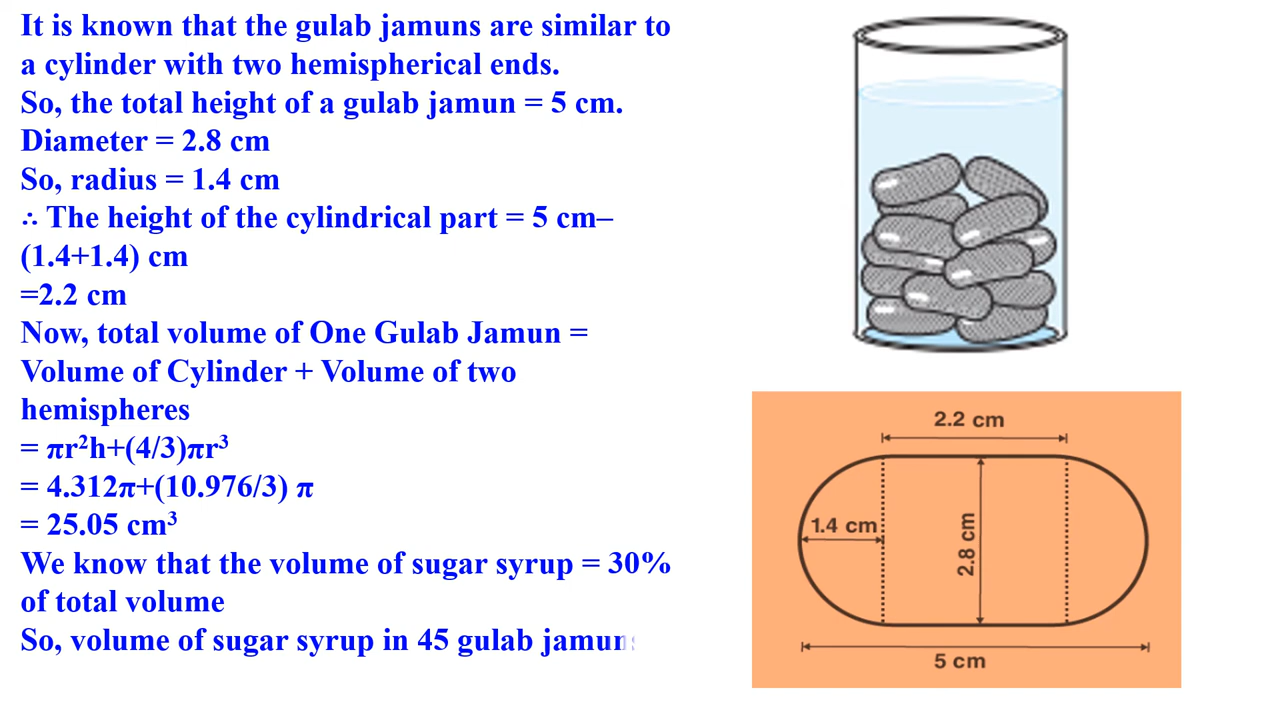 It is known that the gulab jamuns are similar to
a cylinder with two hemispherical ends.
So, the total height of a gulab jamun = 5 cm.
Diameter = 2.8 cm
So, radius = 1.4 cm
∴ The height of the cylindrical part = 5 cm–
(1.4+1.4) cm
=2.2 cm
Now, total volume of One Gulab Jamun =
Volume of Cylinder + Volume of two
hemispheres
= πr²h+(4/3)πr³
= 4.312π+(10.976/3) π
= 25.05 cm³
We know that the volume of sugar syrup = 30%
of total volume
So, volume of sugar syrup in 45 gulab jamuns
2.2 cm
1.4 cm
2.8 cm
5 cm